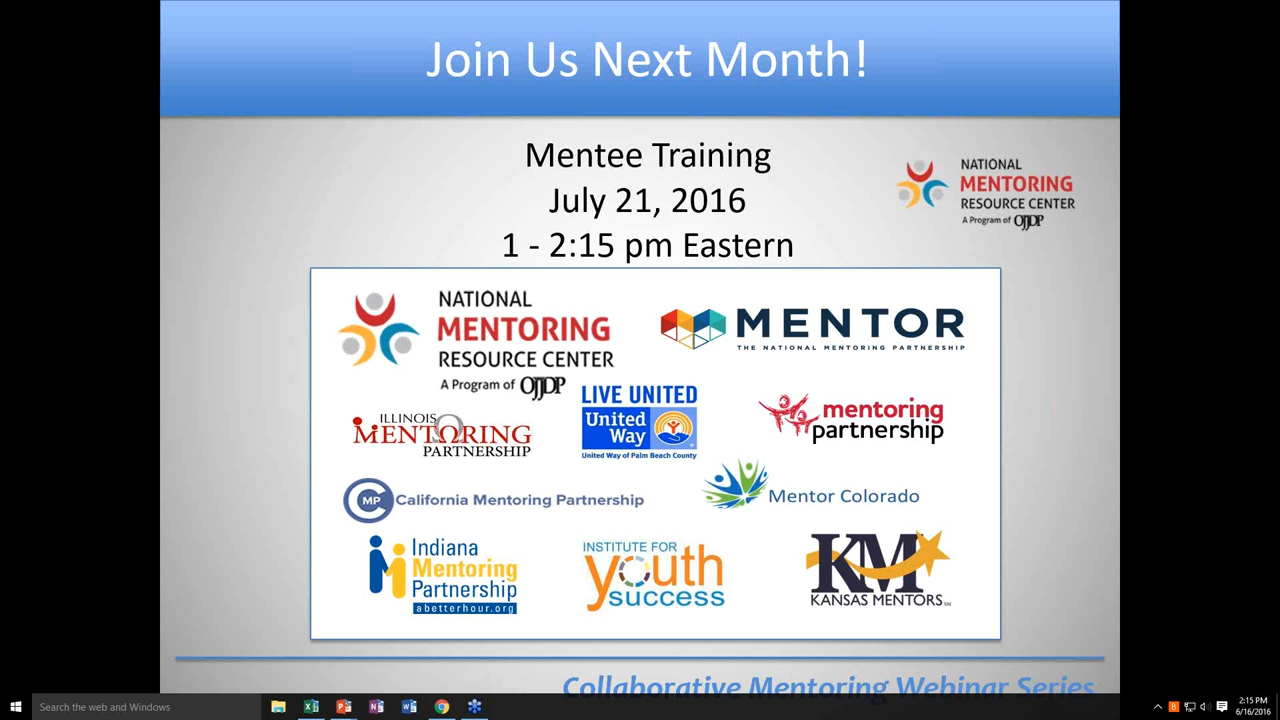 Join Us Next Month!
Mentee Training
July 21, 2016
1 - 2:15 pm Eastern
NATIONAL
MENTORING
RESOURCE CENTER
A Program of OJJDP
NATIONAL
MENTORING
RESOURCE CENTER
A Program of OJJDP
MENTOR
THE NATIONAL MENTORING PARTNERSHIP
ILLINOIS
MENTORING
PARTNERSHIP
LIVE UNITED
United
Way
United Way of Palm Beach County
mentoring
partnership
CMP California Mentoring Partnership
Mentor Colorado
Indiana
Mentoring
Partnership
abetterhour.org
INSTITUTE FOR
youth
success
KM
KANSAS MENTORS SM
Collaborative Mentoring Webinar Series
Search the web and Windows
2:15 PM
6/16/2016